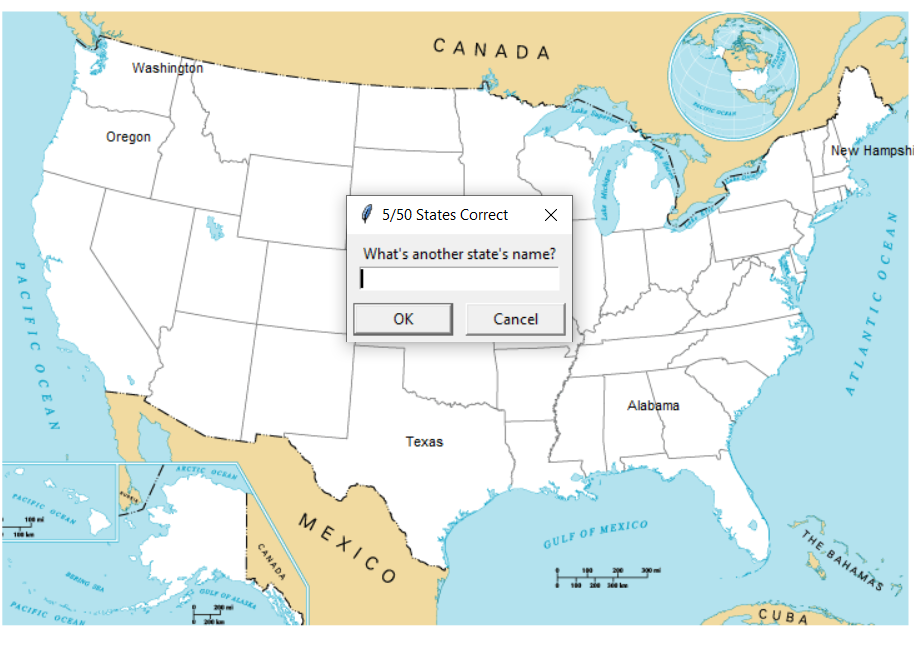 CANADA
Washington
Oregon
Lake Superior
Lake Michigan
PACIFIC OCEAN
New Hampshi
5/50 States Correct
What's another state's name?
OK
Cancel
PACIFIC OCEAN
ATLANTIC OCEAN
Alabama
Texas
ARCTIC OCEAN
PACIFIC OCEAN
100 mi
100 km
MEXICO
CANADA
BERING SEA
GULF OF ALASKA
PACIFIC OCEAN
0 200 mi
0 200 km
GULF OF MEXICO
0 100 200 300 mi
0 100 200 300 km
THE BAHAMAS
CUBA